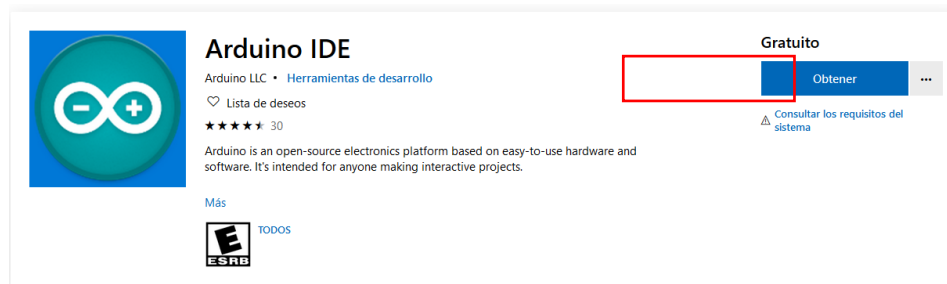 Arduino IDE
Arduino LLC • Herramientas de desarrollo
Lista de deseos
30
Arduino is an open-source electronics platform based on easy-to-use hardware and
software. It's intended for anyone making interactive projects.
Más
E
ESRB
TODOS
Gratuito
Obtener
...
Consultar los requisitos del
sistema